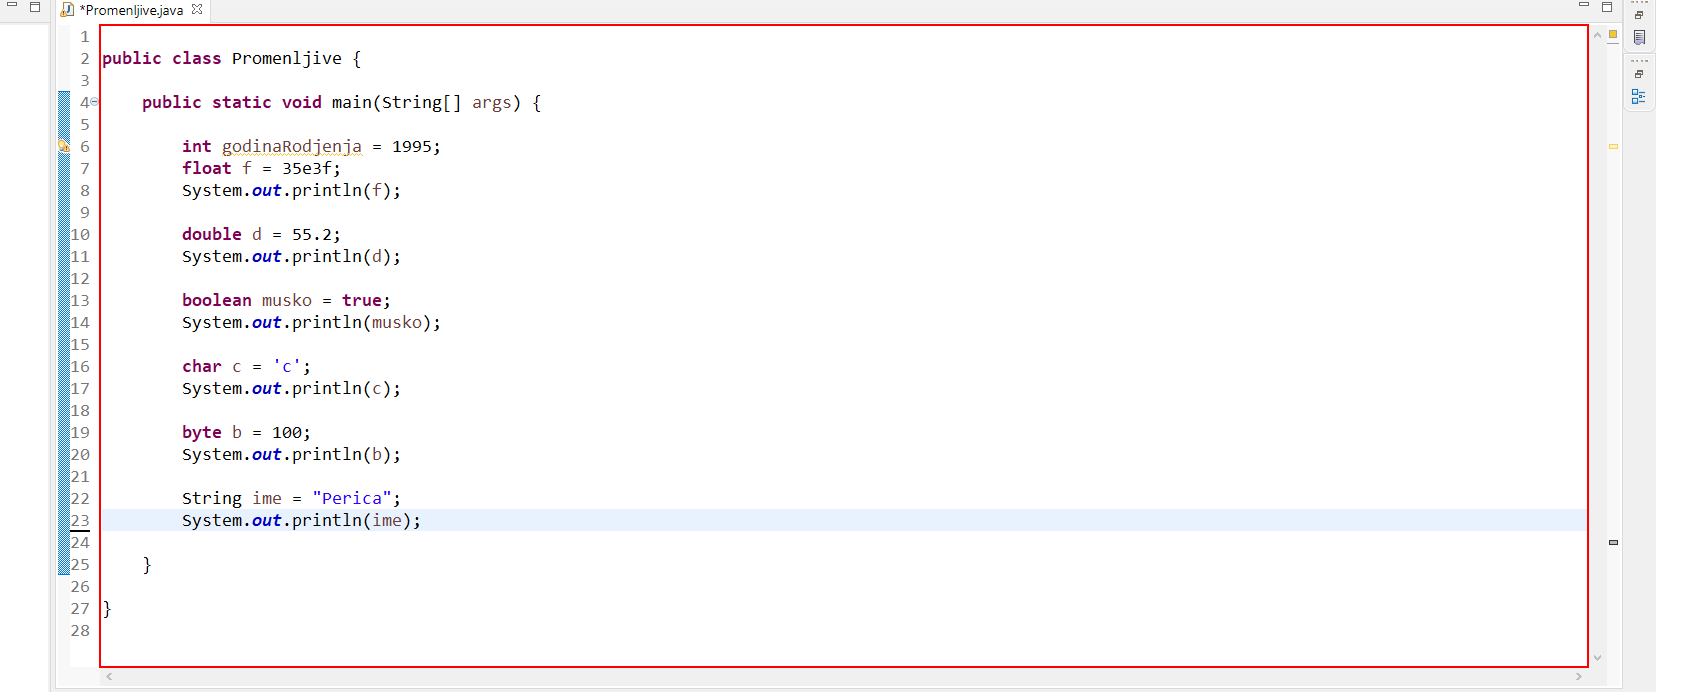 *Promenljive.java
1
2 public class Promenljive {
3
4 public static void main(String[] args) {
5
6 int godinaRodjenja = 1995;
7 float f = 35e3f;
8 System.out.println(f);
9
10 double d = 55.2;
11 System.out.println(d);
12
13 boolean musko = true;
14 System.out.println(musko);
15
16 char c = 'c';
17 System.out.println(c);
18
19 byte b = 100;
20 System.out.println(b);
21
22 String ime = "Perica";
23 System.out.println(ime);
24
25 }
26
27 }
28